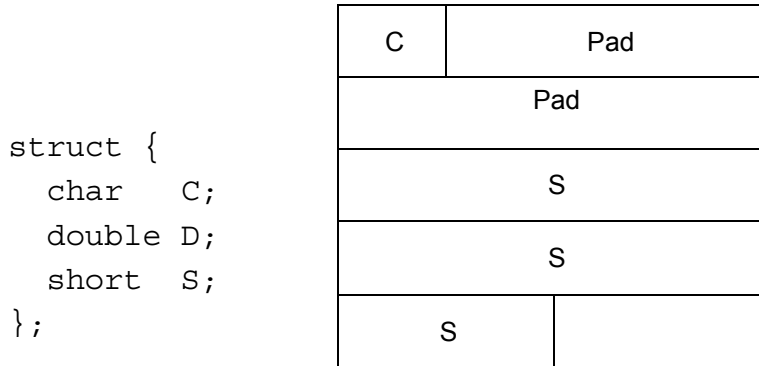 C Pad
Pad
struct {
char C;
S
double D;
short S;
S
};
S